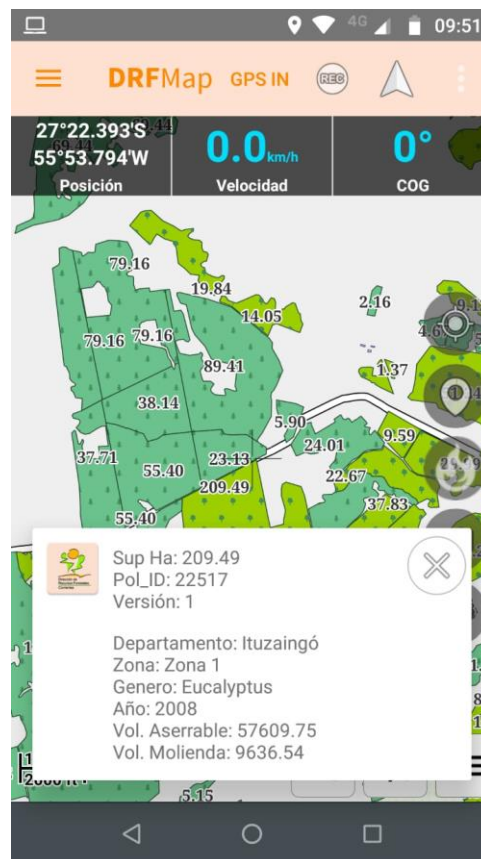 4G 09:51
DRFMap GPS IN REC
27°22.393'S
55°53.794'W
Posición
0.0 km/h
Velocidad
0°
COG
79.16
19.84
14.05
2.16
79.16
79.16
89.41
1.37
38.14
5.90
24.01
9.59
37.71
55.40
23.13
22.67
209.49
37.83
55.40
Sup Ha: 209.49
Pol_ID: 22517
Versión: 1
Departamento: Ituzaingó
Zona: Zona 1
Genero: Eucalyptus
Año: 2008
Vol. Aserrable: 57609.75
Vol. Molienda: 9636.54
5.15